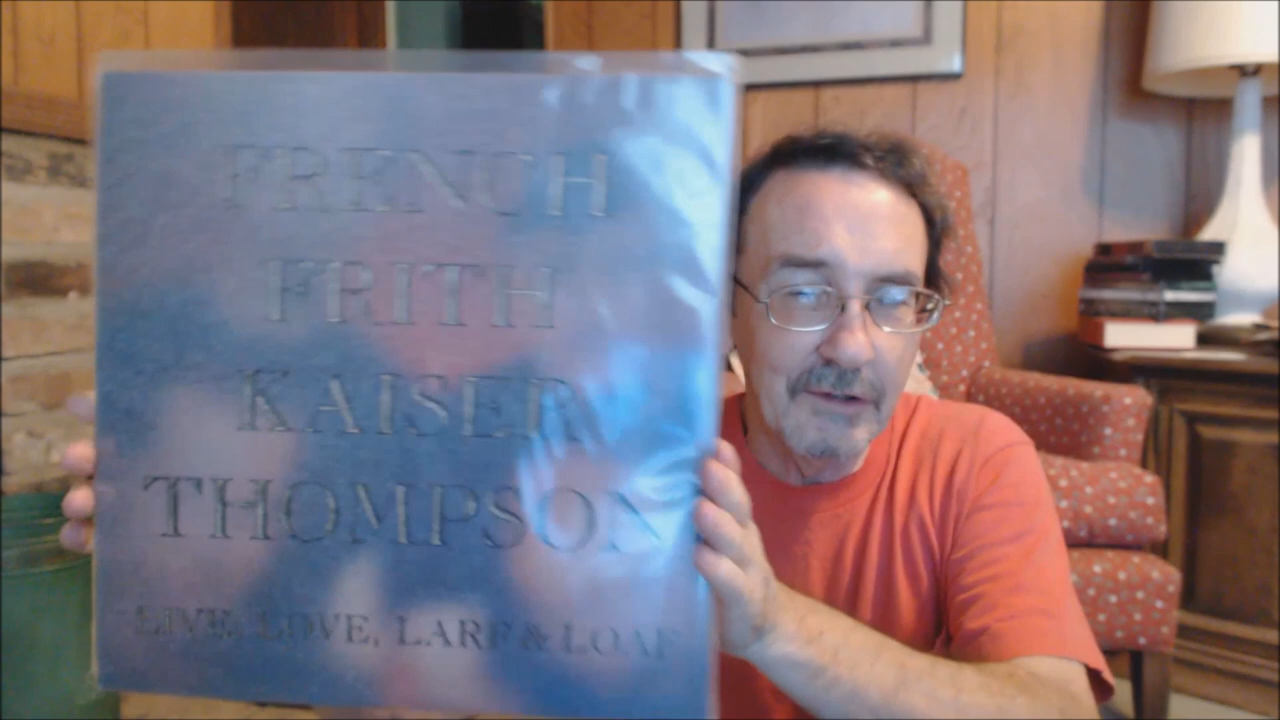 FRENCH
FRITH
KAISER
THOMPSON
LIVE, LOVE, LARF & LOAF